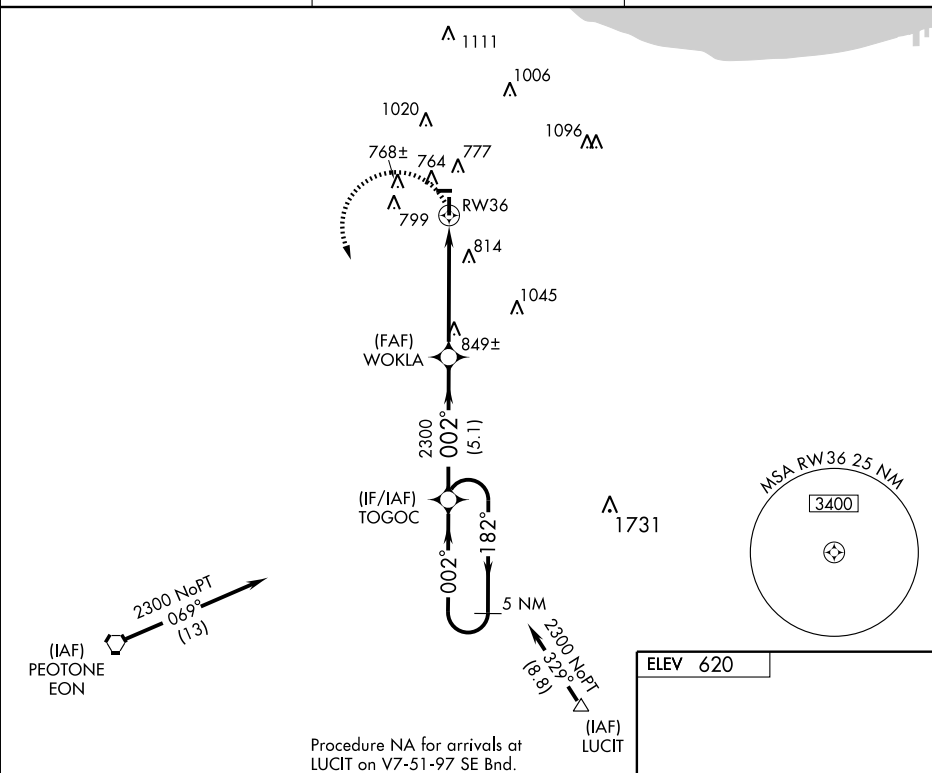 1111
1006
1020
1096
768±
764
777
799
RW36
814
1045
849±
(FAF)
WOKLA
2300
002°
(5.1)
(IF/IAF)
TOGOC
182°
002°
5 NM
1731
MSA RW36 25 NM
3400
2300 NoPT
069°
(13)
(IAF)
PEOTONE
EON
2300 NoPT
329°
(8.8)
(IAF)
LUCIT
ELEV 620
Procedure NA for arrivals at
LUCIT on V7-51-97 SE Bnd.